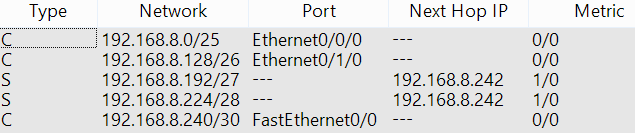 Type Network Port Next Hop IP Metric
C 192.168.8.0/25 Ethernet0/0/0 --- 0/0
C 192.168.8.128/26 Ethernet0/1/0 --- 0/0
S 192.168.8.192/27 --- 192.168.8.242 1/0
S 192.168.8.224/28 --- 192.168.8.242 1/0
C 192.168.8.240/30 FastEthernet0/0 --- 0/0